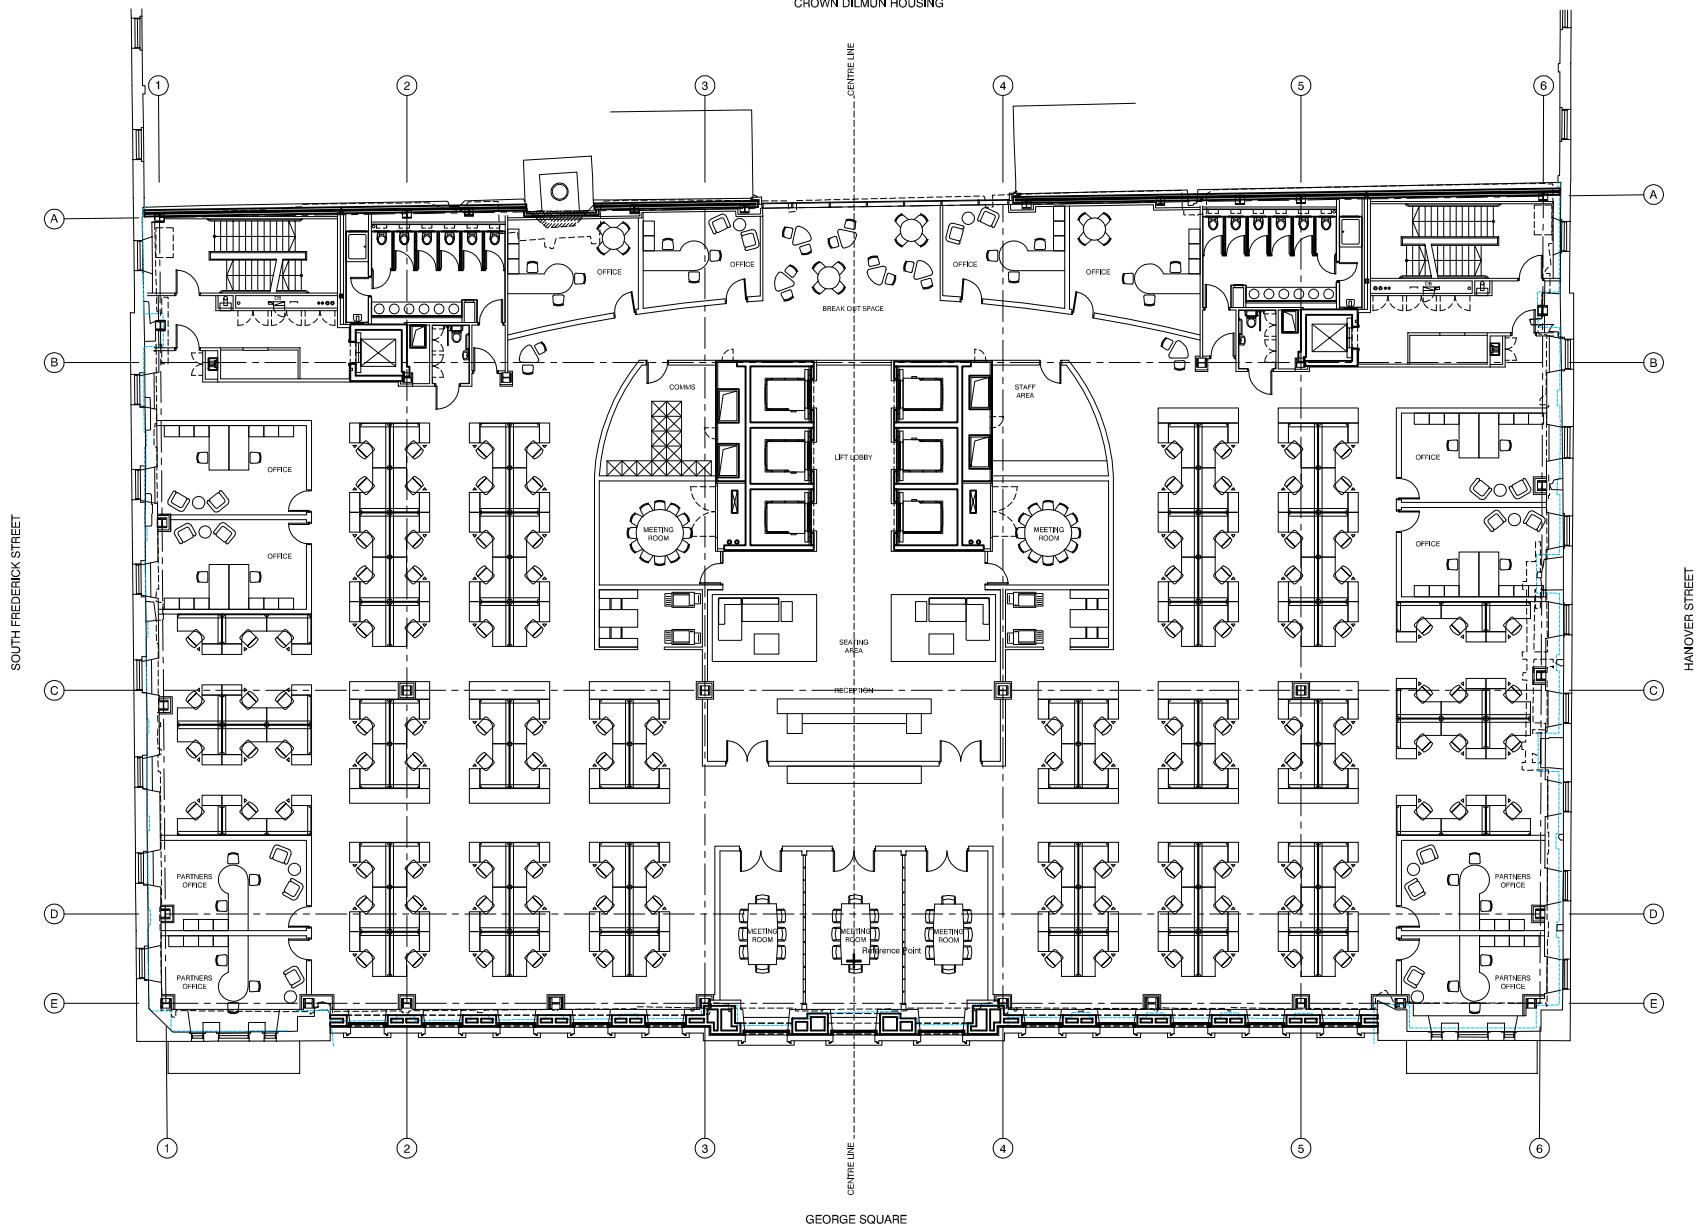 CROWN DILMUN HOUSING
CENTRE LINE
1
2
3
4
5
6
A
A
OFFICE
OFFICE
OFFICE
OFFICE
BREAK OUT SPACE
DB
DB
B
B
COMMS
STAFF
AREA
LIFT LOBBY
OFFICE
OFFICE
MEETING
ROOM
MEETING
ROOM
OFFICE
OFFICE
SOUTH FREDERICK STREET
HANOVER STREET
SEATING
AREA
C
RECEPTION
C
PARTNERS
OFFICE
PARTNERS
OFFICE
D
D
MEETING
ROOM
MEETING
ROOM
MEETING
ROOM
Reference Point
PARTNERS
OFFICE
PARTNERS
OFFICE
E
E
1
2
3
4
5
6
CENTRE LINE
GEORGE SQUARE